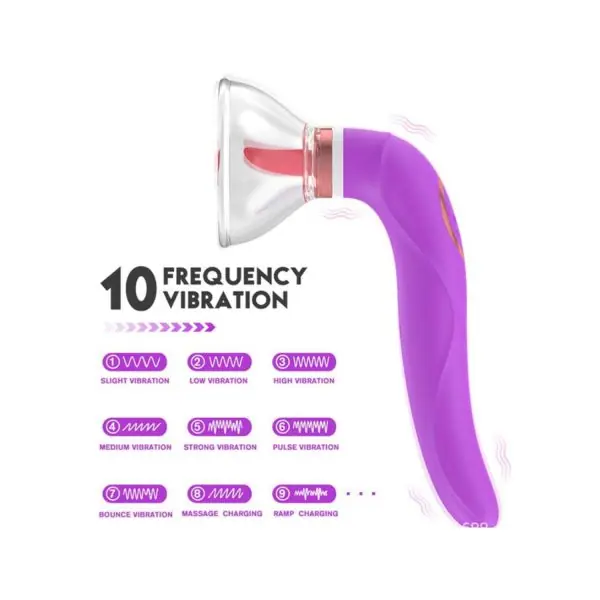 10 FREQUENCY
VIBRATION
1 2 3
SLIGHT VIBRATION LOW VIBRATION HIGH VIBRATION
4 5 6
MEDIUM VIBRATION STRONG VIBRATION PULSE VIBRATION
7 8 9 ...
BOUNCE VIBRATION MASSAGE CHARGING RAMP CHARGING